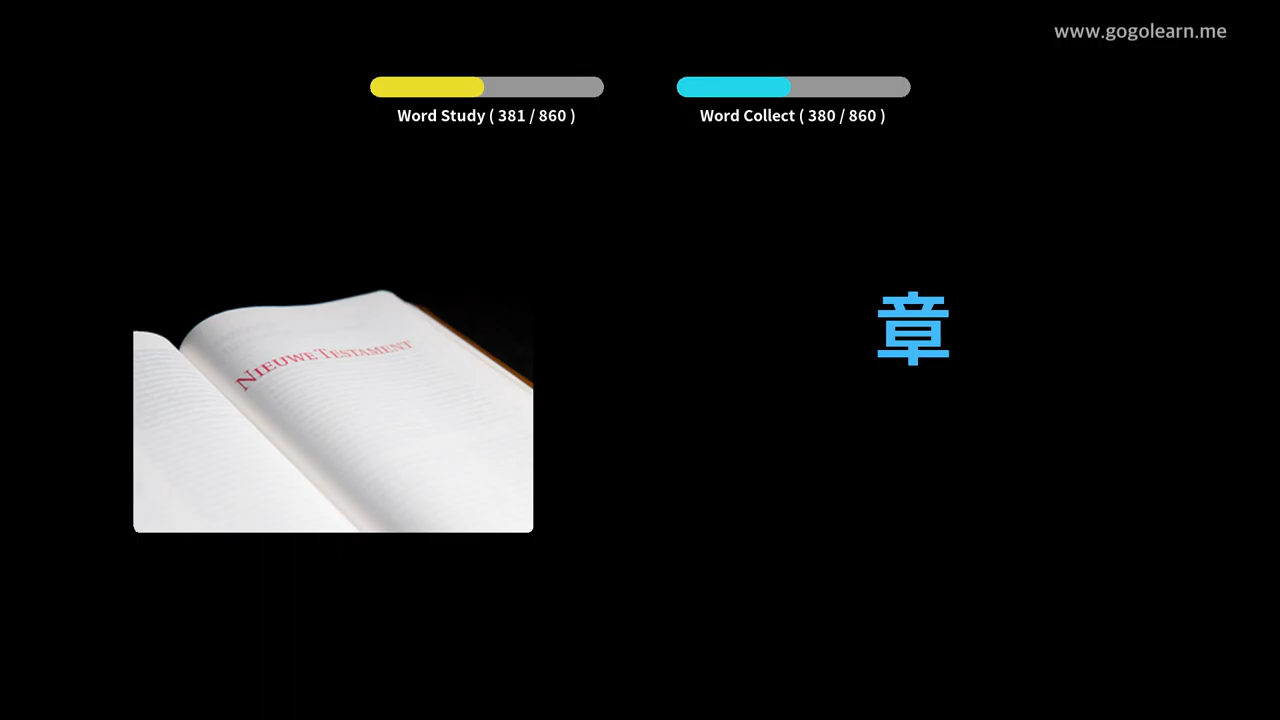 www.gogolearn.me
Word Study ( 381 / 860 )
Word Collect ( 380 / 860 )
NIEUWE TESTAMENT
章